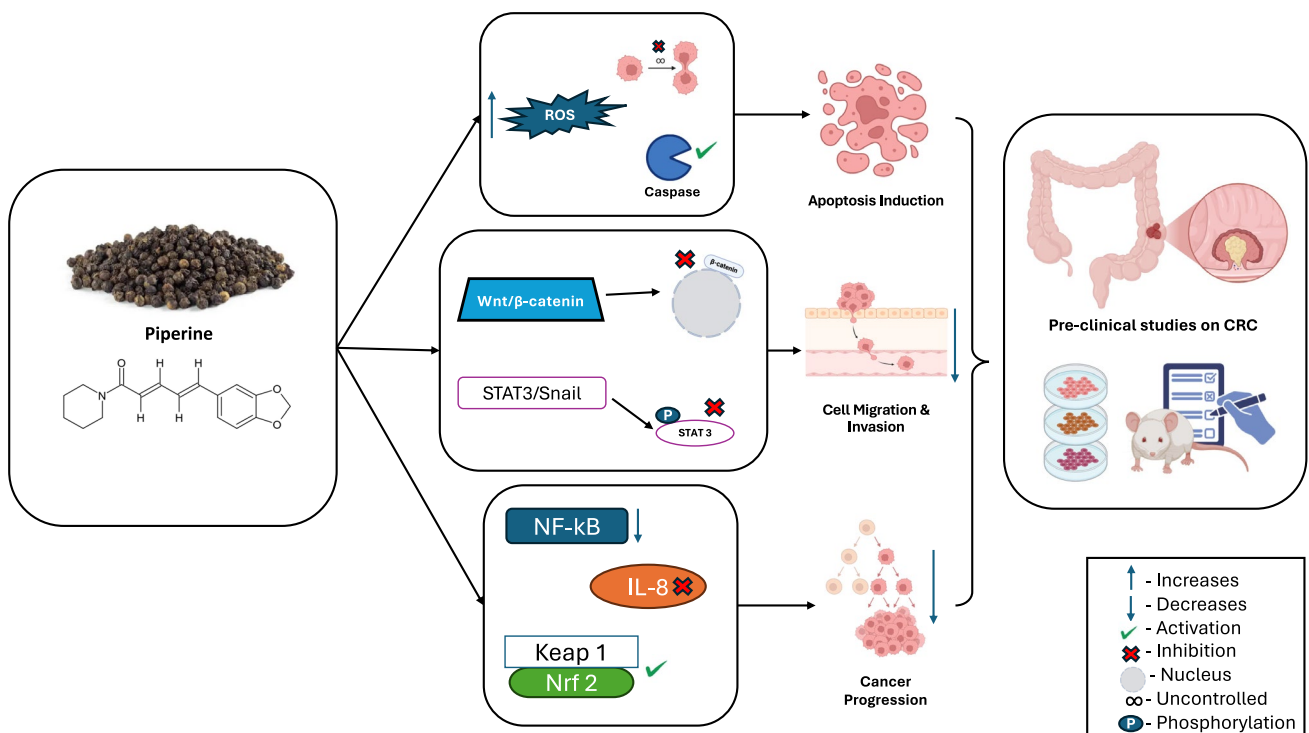 Piperine
O
H
H
N
H
H
O
O
ROS
∞
Caspase
Apoptosis Induction
Wnt/β-catenin
β-catenin
STAT3/Snail
P
STAT 3
Cell Migration &
Invasion
NF-kB
IL-8
Keap 1
Nrf 2
Cancer
Progression
Pre-clinical studies on CRC
- Increases
- Decreases
- Activation
- Inhibition
- Nucleus
∞ - Uncontrolled
P - Phosphorylation